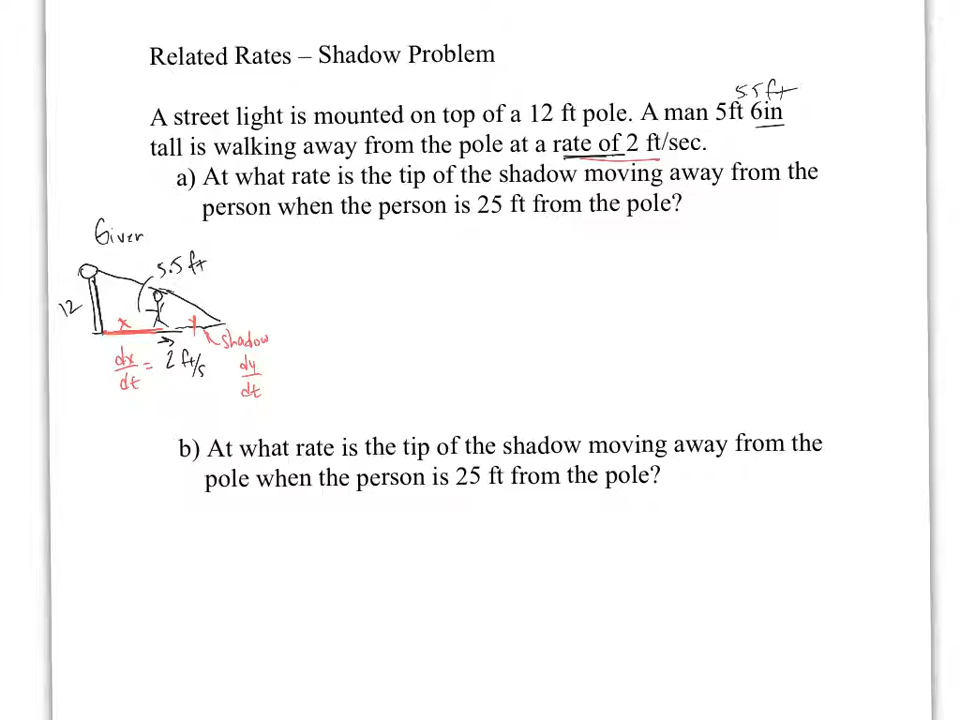 Related Rates – Shadow Problem
5.5ft
A street light is mounted on top of a 12 ft pole. A man 5ft 6in
tall is walking away from the pole at a rate of 2 ft/sec.
a) At what rate is the tip of the shadow moving away from the
person when the person is 25 ft from the pole?
Given
5.5 ft
12
x
y
shadow
dx/dt = 2 ft/s
dy/dt
b) At what rate is the tip of the shadow moving away from the
pole when the person is 25 ft from the pole?